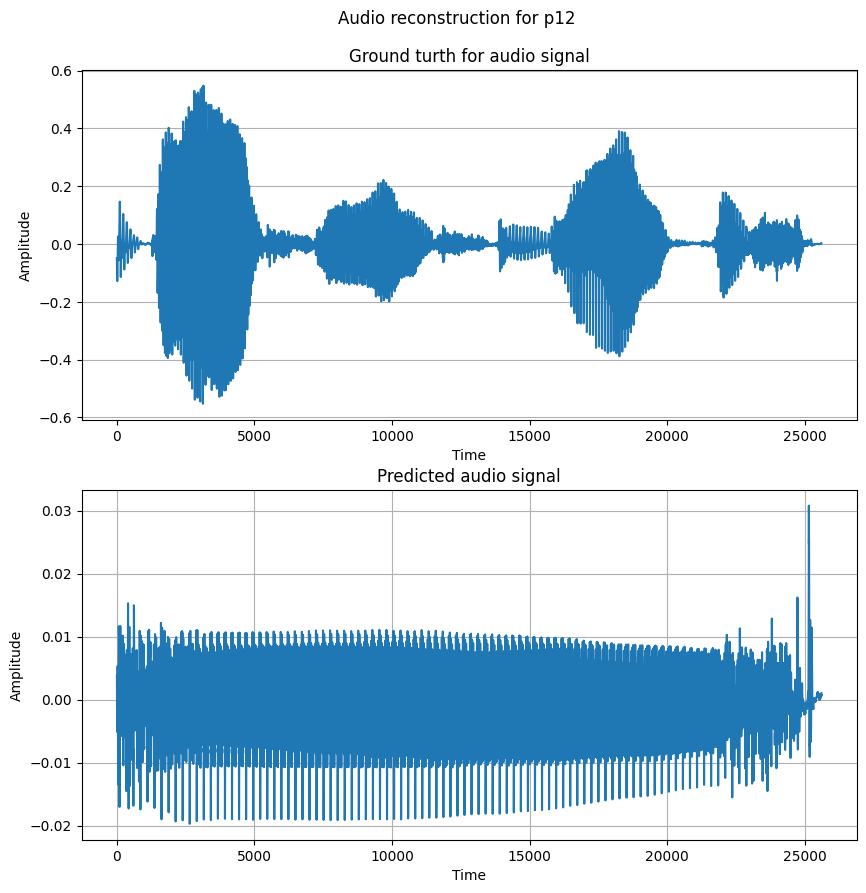 Audio reconstruction for p12
Ground turth for audio signal
0.6
0.4
0.2
0.0
−0.2
−0.4
−0.6
Amplitude
0 5000 10000 15000 20000 25000
Time
Predicted audio signal
0.03
0.02
0.01
0.00
−0.01
−0.02
Amplitude
0 5000 10000 15000 20000 25000
Time